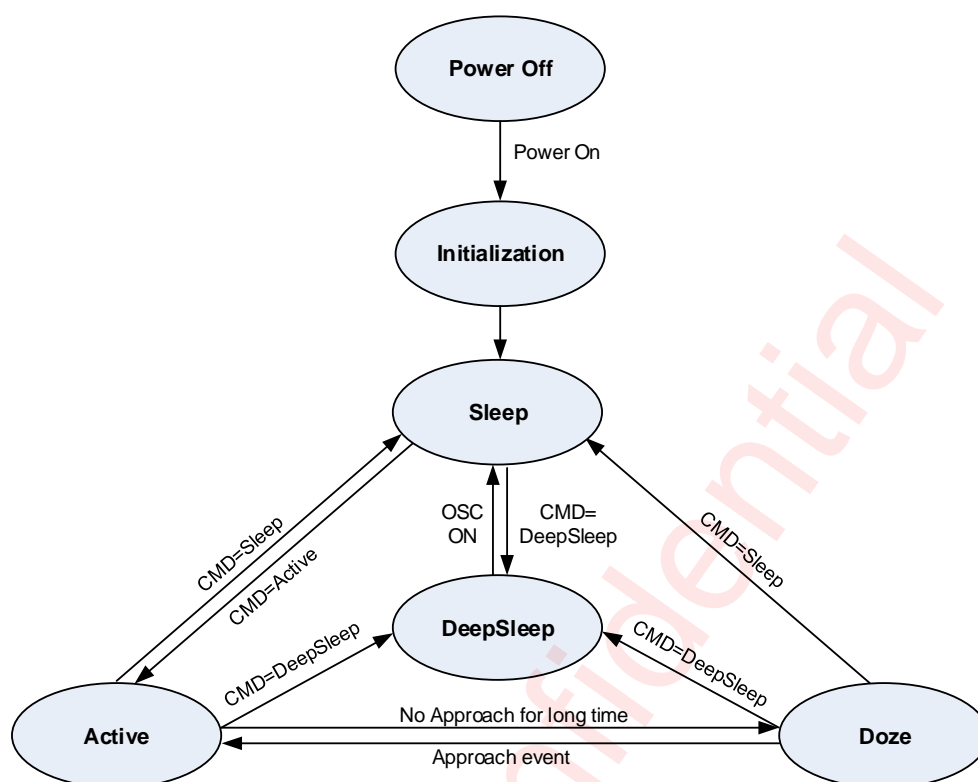 Power Off
Power On
Initialization
Sleep
OSC
ON
CMD=
DeepSleep
CMD=Sleep
CMD=Active
CMD=Sleep
DeepSleep
CMD=DeepSleep
CMD=DeepSleep
Active
No Approach for long time
Approach event
Doze
nfidential